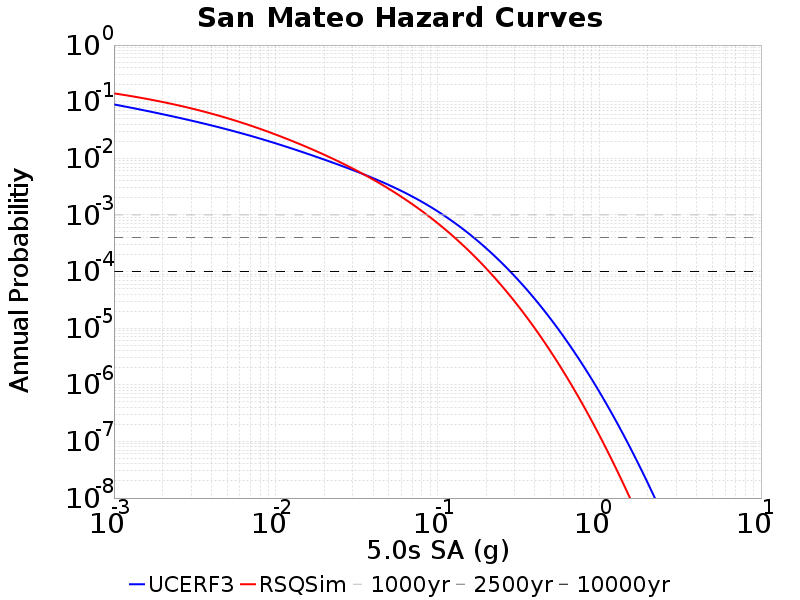 San Mateo Hazard Curves
10^0
10^-1
10^-2
10^-3
10^-4
10^-5
10^-6
10^-7
10^-8
Annual Probabilitiy
10^-3 10^-2 10^-1 10^0 10^1
5.0s SA (g)
UCERF3 RSQSim 1000yr 2500yr 10000yr